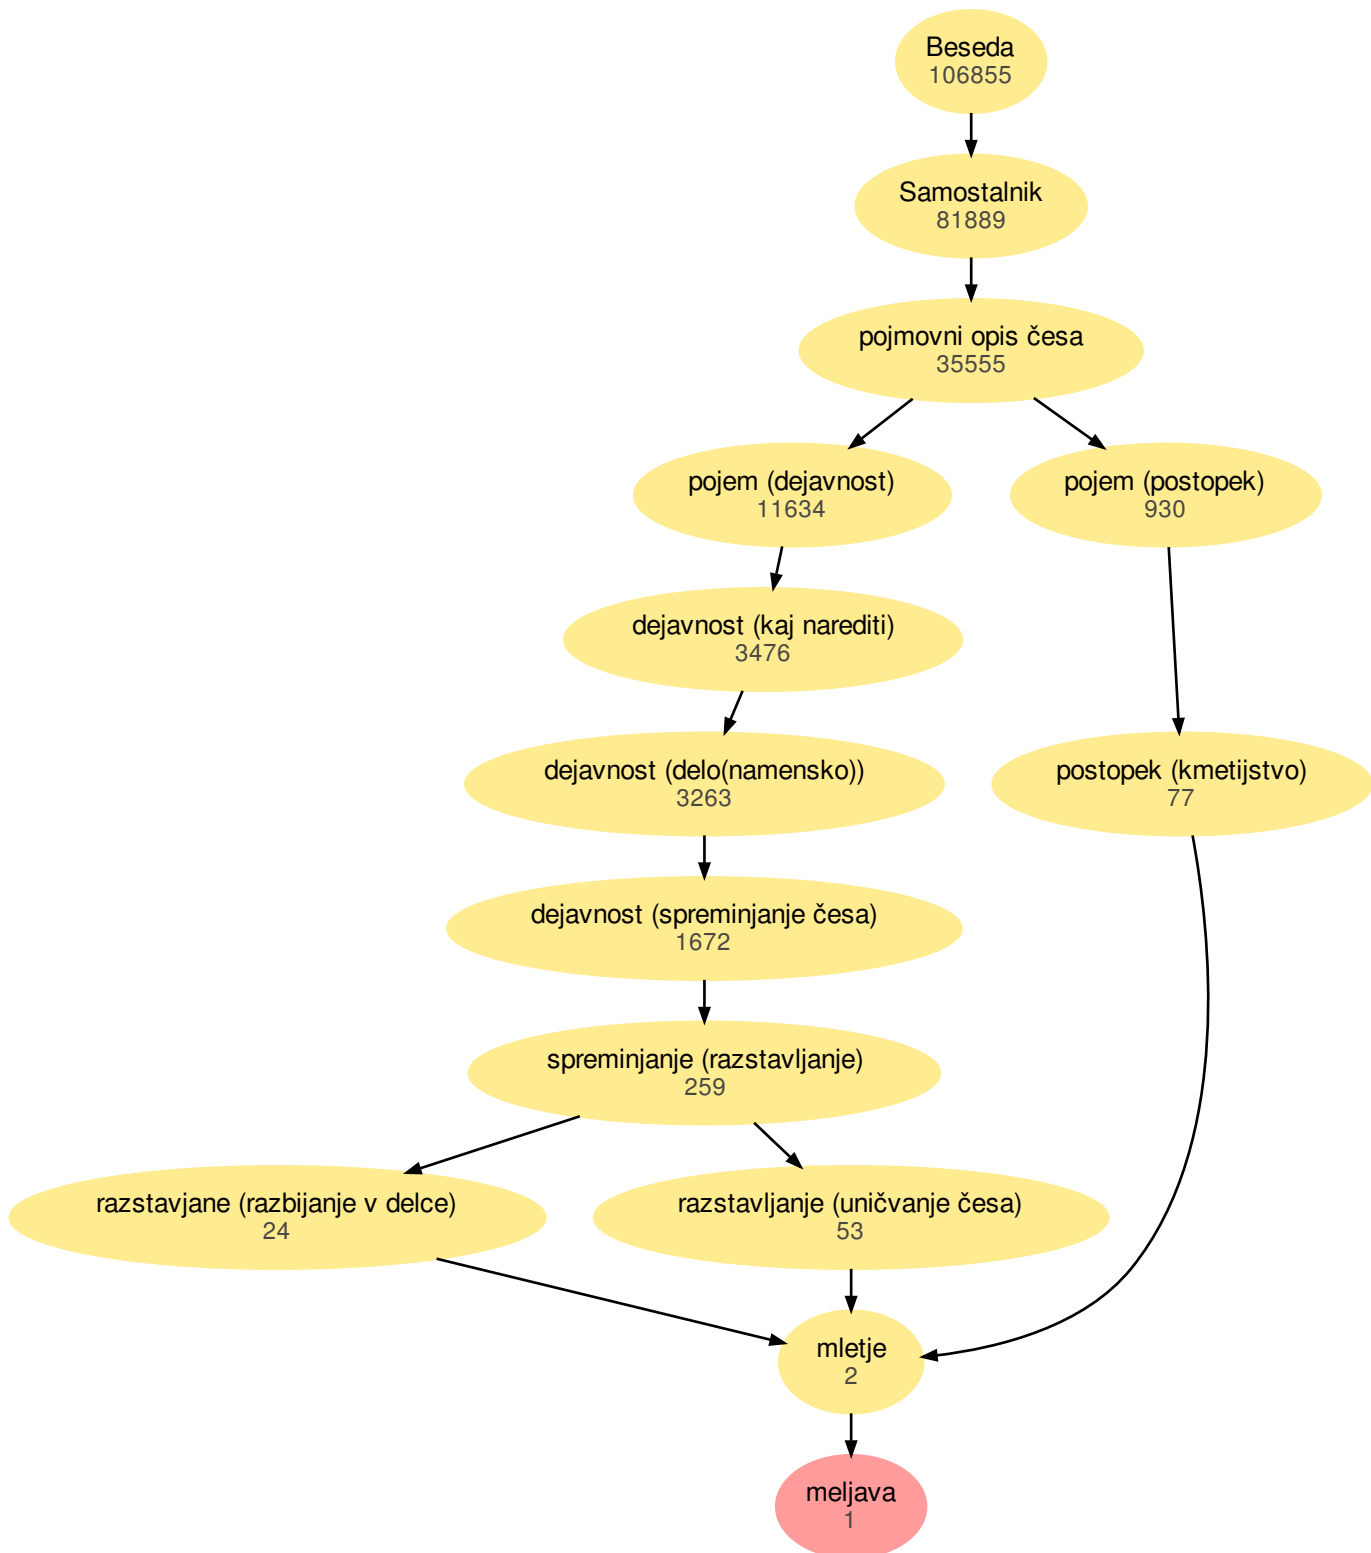 Beseda
106855
Samostalnik
81889
pojmovni opis česa
35555
pojem (dejavnost)
11634
pojem (postopek)
930
dejavnost (kaj narediti)
3476
dejavnost (delo(namensko))
3263
postopek (kmetijstvo)
77
dejavnost (spreminjanje česa)
1672
spreminjanje (razstavljanje)
259
razstavjane (razbijanje v delce)
24
razstavljanje (uničvanje česa)
53
mletje
2
meljava
1